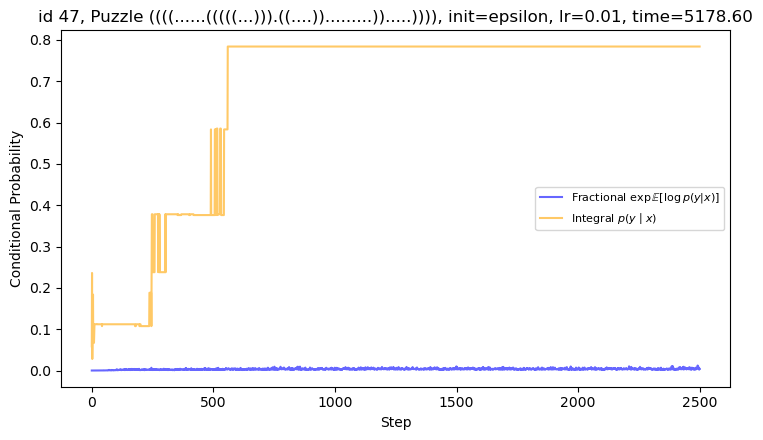 id 47, Puzzle ((((......(((((...))).((....)).........)).....)))), init=epsilon, lr=0.01, time=5178.60
0.8
0.7
0.6
0.5
0.4
0.3
0.2
0.1
0.0
Conditional Probability
Fractional exp𝔼[log p(y|x)]
Integral p(y | x)
0 500 1000 1500 2000 2500
Step